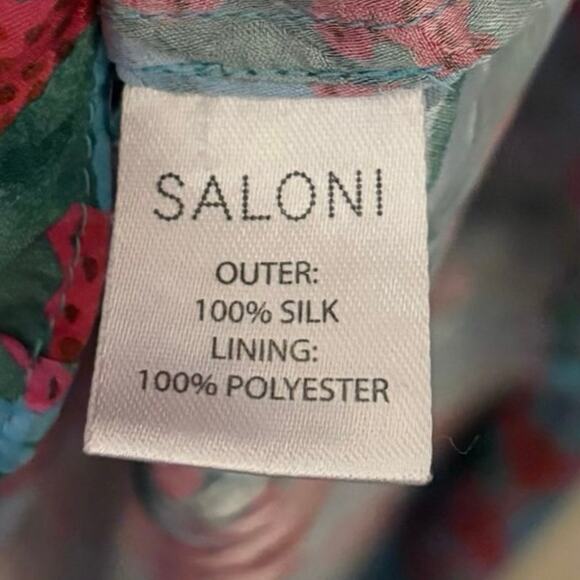 SALONI
OUTER:
100% SILK
LINING:
100% POLYESTER